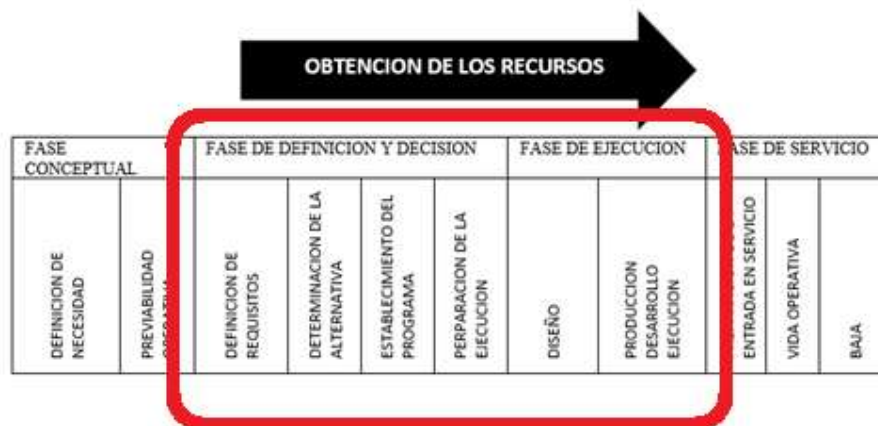 OBTENCION DE LOS RECURSOS
FASE
CONCEPTUAL
FASE DE DEFINICION Y DECISION
FASE DE EJECUCION
FASE DE SERVICIO
DEFINICION DE
NECESIDAD
PREVIABILIDAD
DEFINICION DE
REQUISITOS
DETERMINACION DE LA
ALTERNATIVA
ESTABLECIMIENTO DEL
PROGRAMA
PERPARACION DE LA
EJECUCION
DISEÑO
PRODUCCION
DESARROLLO
EJECUCION
ENTRADA EN SERVICIO
VIDA OPERATIVA
BAJA